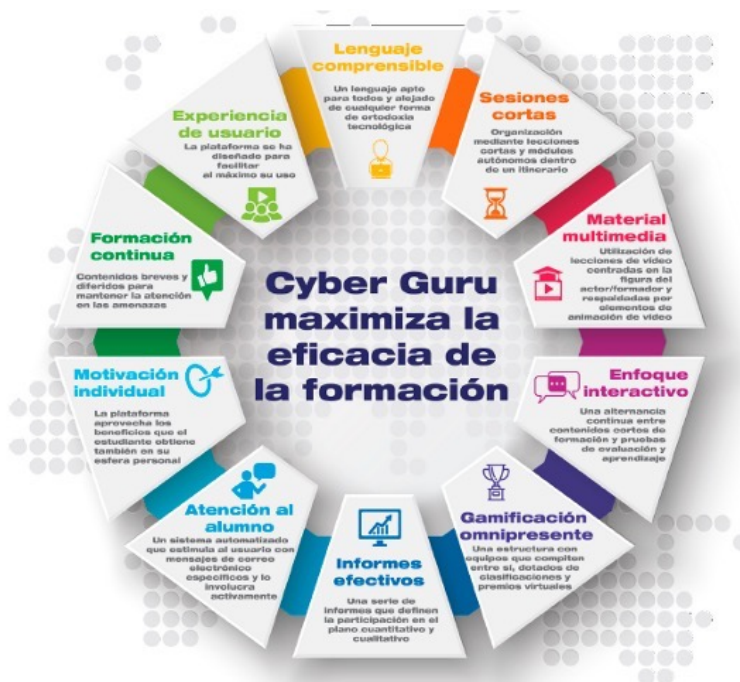 Lenguaje
comprensible
Un lenguaje apto
para todos y alejado
de cualquier forma
de ortodoxia
tecnológica
Sesiones
cortas
Organización
mediante lecciones
cortas y módulos
autónomos dentro
de un itinerario
Material
multimedia
Utilización de
lecciones de vídeo
centradas en la
figura del
actor/formador y
respaldadas por
elementos de
animación de vídeo
Enfoque
interactivo
Una alternancia
continua entre
contenidos cortos de
formación y pruebas
de evaluación y
aprendizaje
Gamificación
omnipresente
Una estructura con
equipos que compiten
entre sí, dotados de
clasificaciones y
premios virtuales
Informes
efectivos
Una serie de
informes que definen
la participación en el
plano cuantitativo y
cualitativo
Atención al
alumno
Un sistema automatizado
que estimula al usuario con
mensajes de correo
electrónico
específicos y lo
involucra
activamente
Motivación
individual
La plataforma
aprovecha los
beneficios que el
estudiante obtiene
también en su
esfera personal
Formación
continua
Contenidos breves y
diferidos para
mantener la atención
en las amenazas
Experiencia
de usuario
La plataforma se ha
diseñado para
facilitar
al máximo su uso
Cyber Guru
maximiza la
eficacia de
la formación